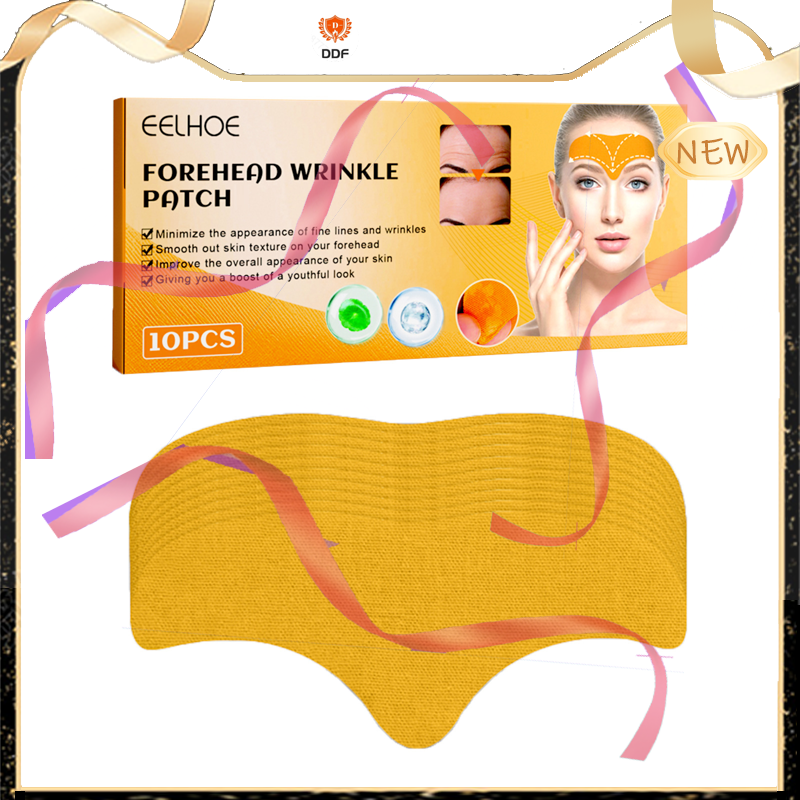 D
DDF
EELHOE
FOREHEAD WRINKLE
PATCH
Minimize the appearance of fine lines and wrinkles
Smooth out skin texture on your forehead
Improve the overall appearance of your skin
Giving you a boost of a youthful look
10PCS
NEW